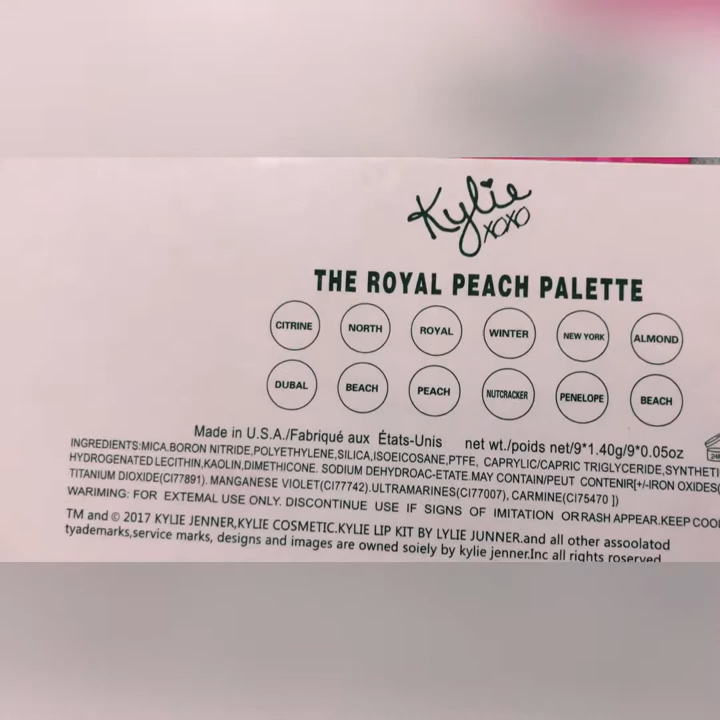 Kylie
XOXO
THE ROYAL PEACH PALETTE
CITRINE NORTH ROYAL WINTER NEW YORK ALMOND
DUBAL BEACH PEACH NUTCRACKER PENELOPE BEACH
Made in U.S.A./Fabriqué aux États-Unis net wt./poids net/9*1.40g/9*0.05oz
INGREDIENTS:MICA.BORON NITRIDE,POLYETHYLENE,SILICA,ISOEICOSANE,PTFE, CAPRYLIC/CAPRIC TRIGLYCERIDE,SYNTHETI
HYDROGENATED LECITHIN,KAOLIN,DIMETHICONE. SODIUM DEHYDROAC-ETATE.MAY CONTAIN/PEUT CONTENIR[+/-IRON OXIDES(
TITANIUM DIOXIDE(CI77891). MANGANESE VIOLET(CI77742).ULTRAMARINES(CI77007), CARMINE(CI75470 ])
WARIMING: FOR EXTEMAL USE ONLY. DISCONTINUE USE IF SIGNS OF IMITATION OR RASH APPEAR.KEEP COOL
TM and © 2017 KYLIE JENNER,KYLIE COSMETIC.KYLIE LIP KIT BY LYLIE JUNNER.and all other assoolatod
tyademarks,service marks, designs and images are owned soiely by kylie jenner.Inc all rights roserved